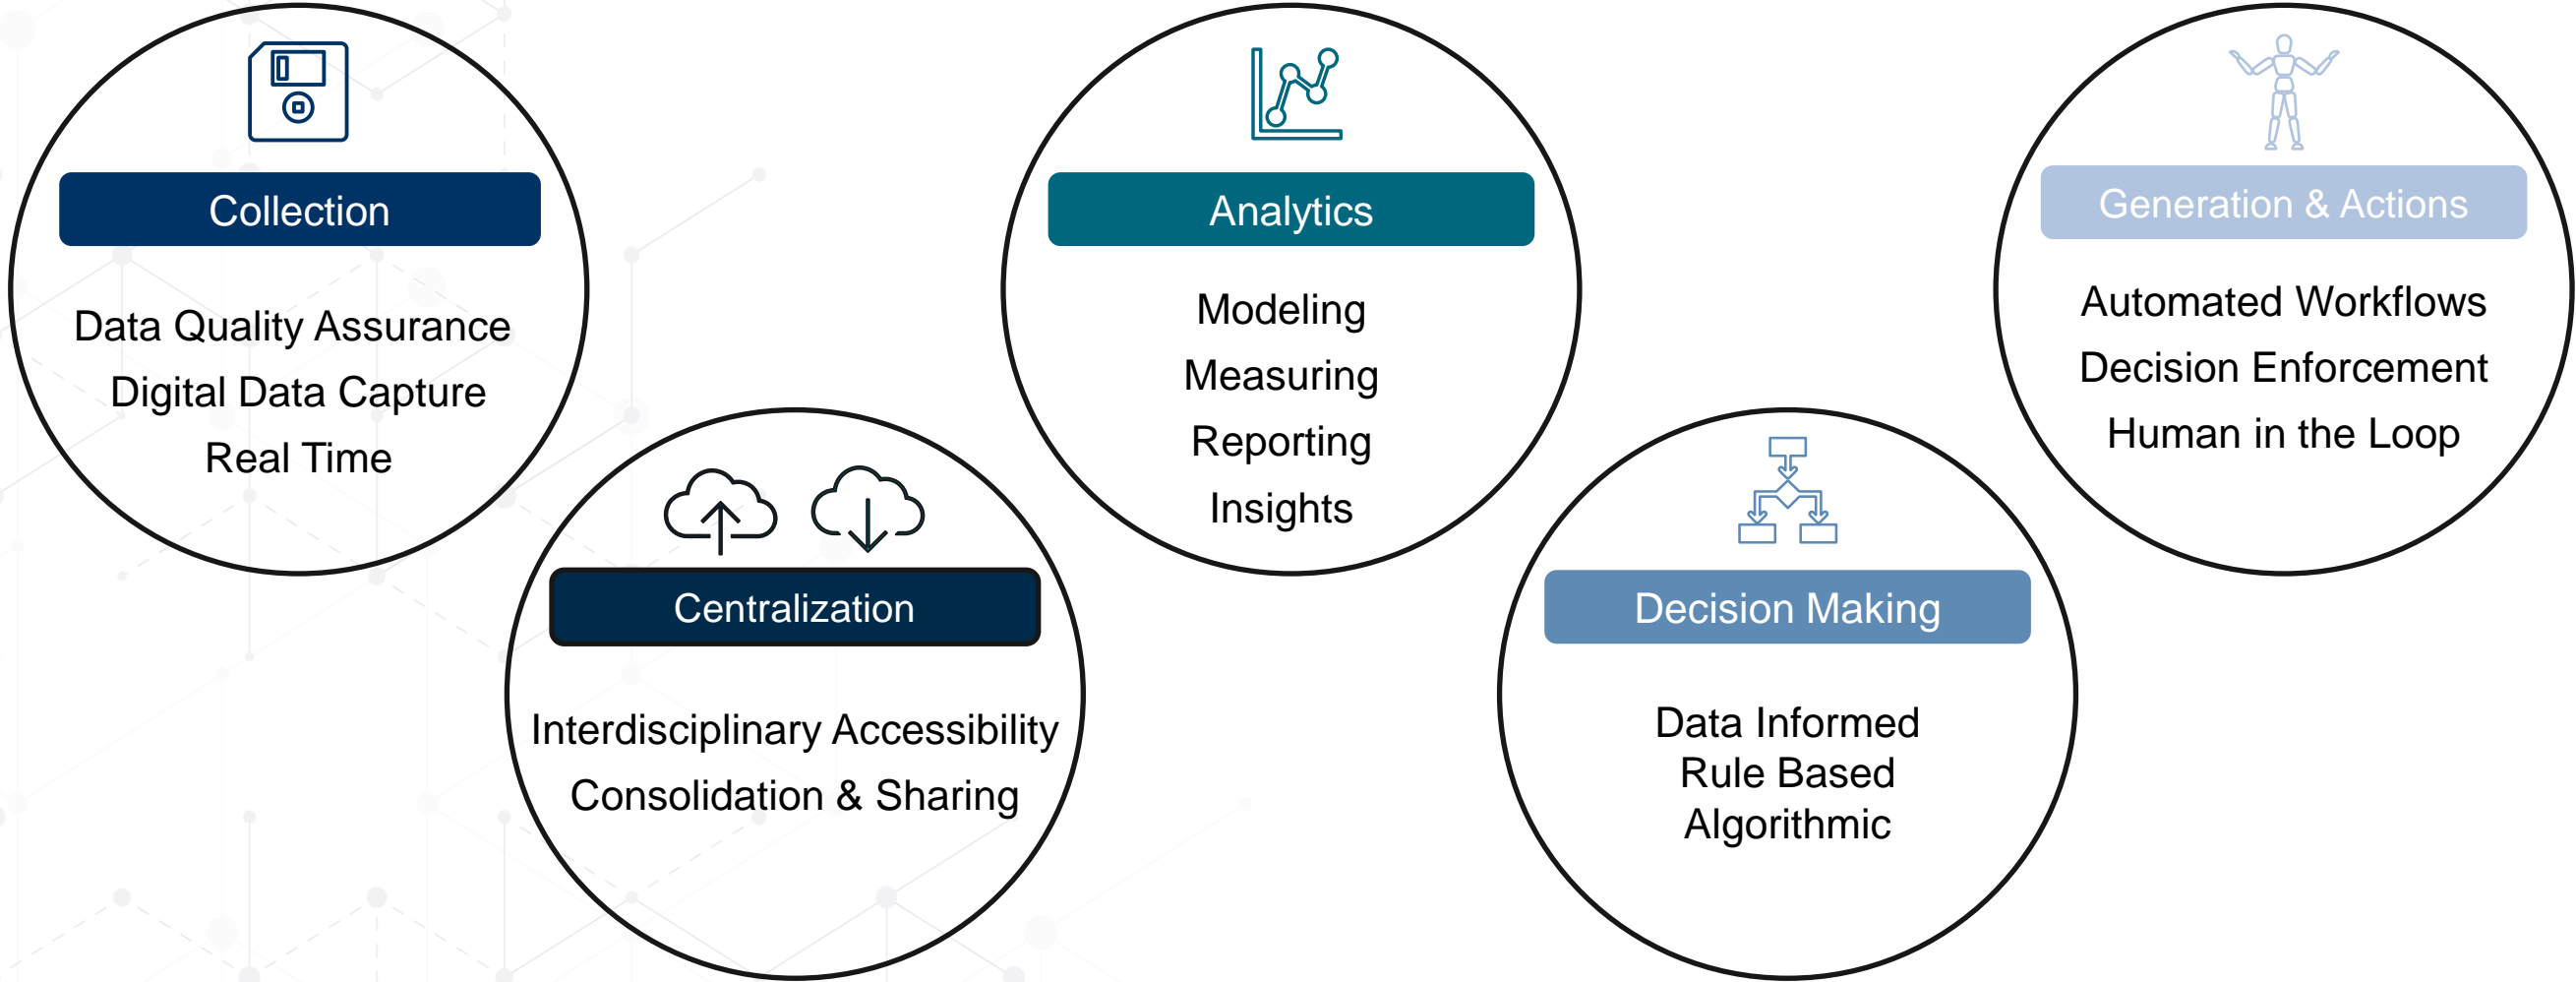 Collection
Data Quality Assurance
Digital Data Capture
Real Time
Centralization
Interdisciplinary Accessibility
Consolidation & Sharing
Analytics
Modeling
Measuring
Reporting
Insights
Decision Making
Data Informed
Rule Based
Algorithmic
Generation & Actions
Automated Workflows
Decision Enforcement
Human in the Loop